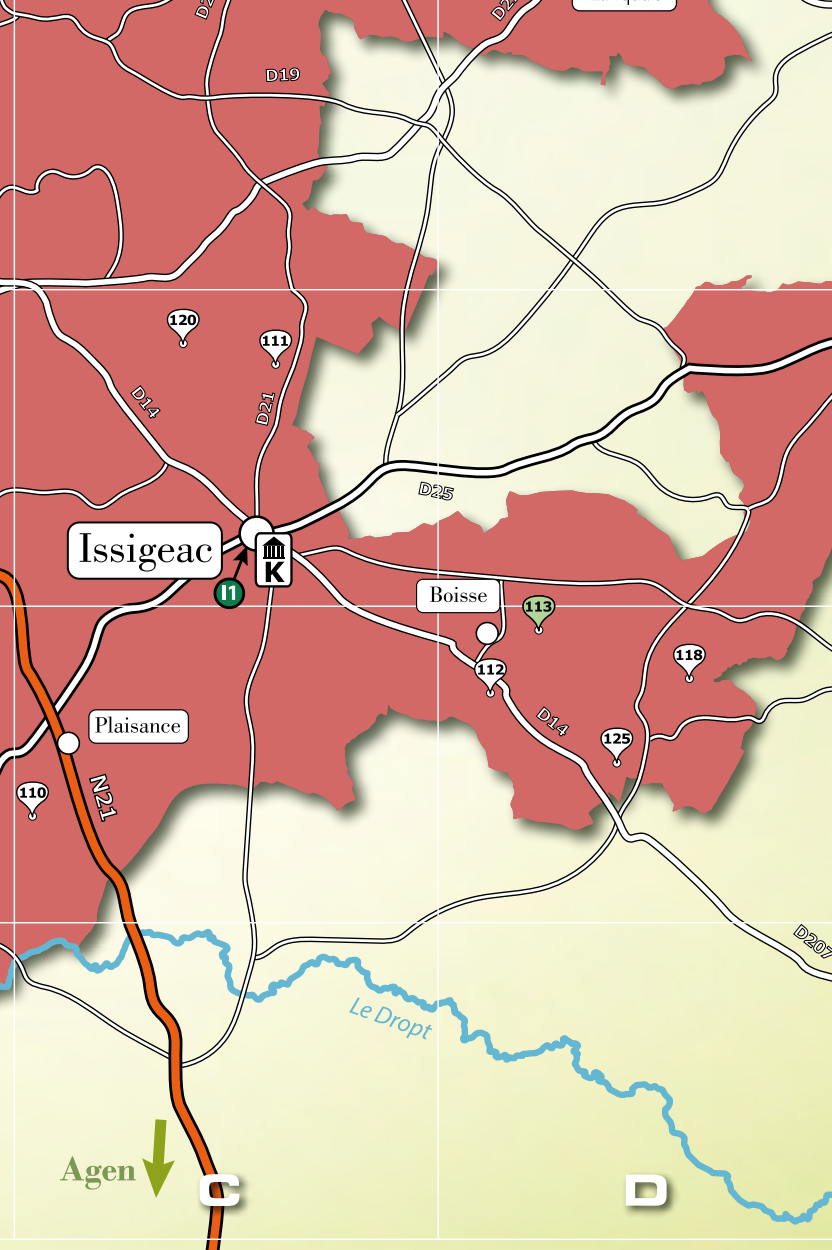 D19
120
111
D14
D21
D25
Issigeac
K
I1
Boisse
113
118
112
D14
125
Plaisance
N21
110
D207
Le Dropt
Agen
C
D